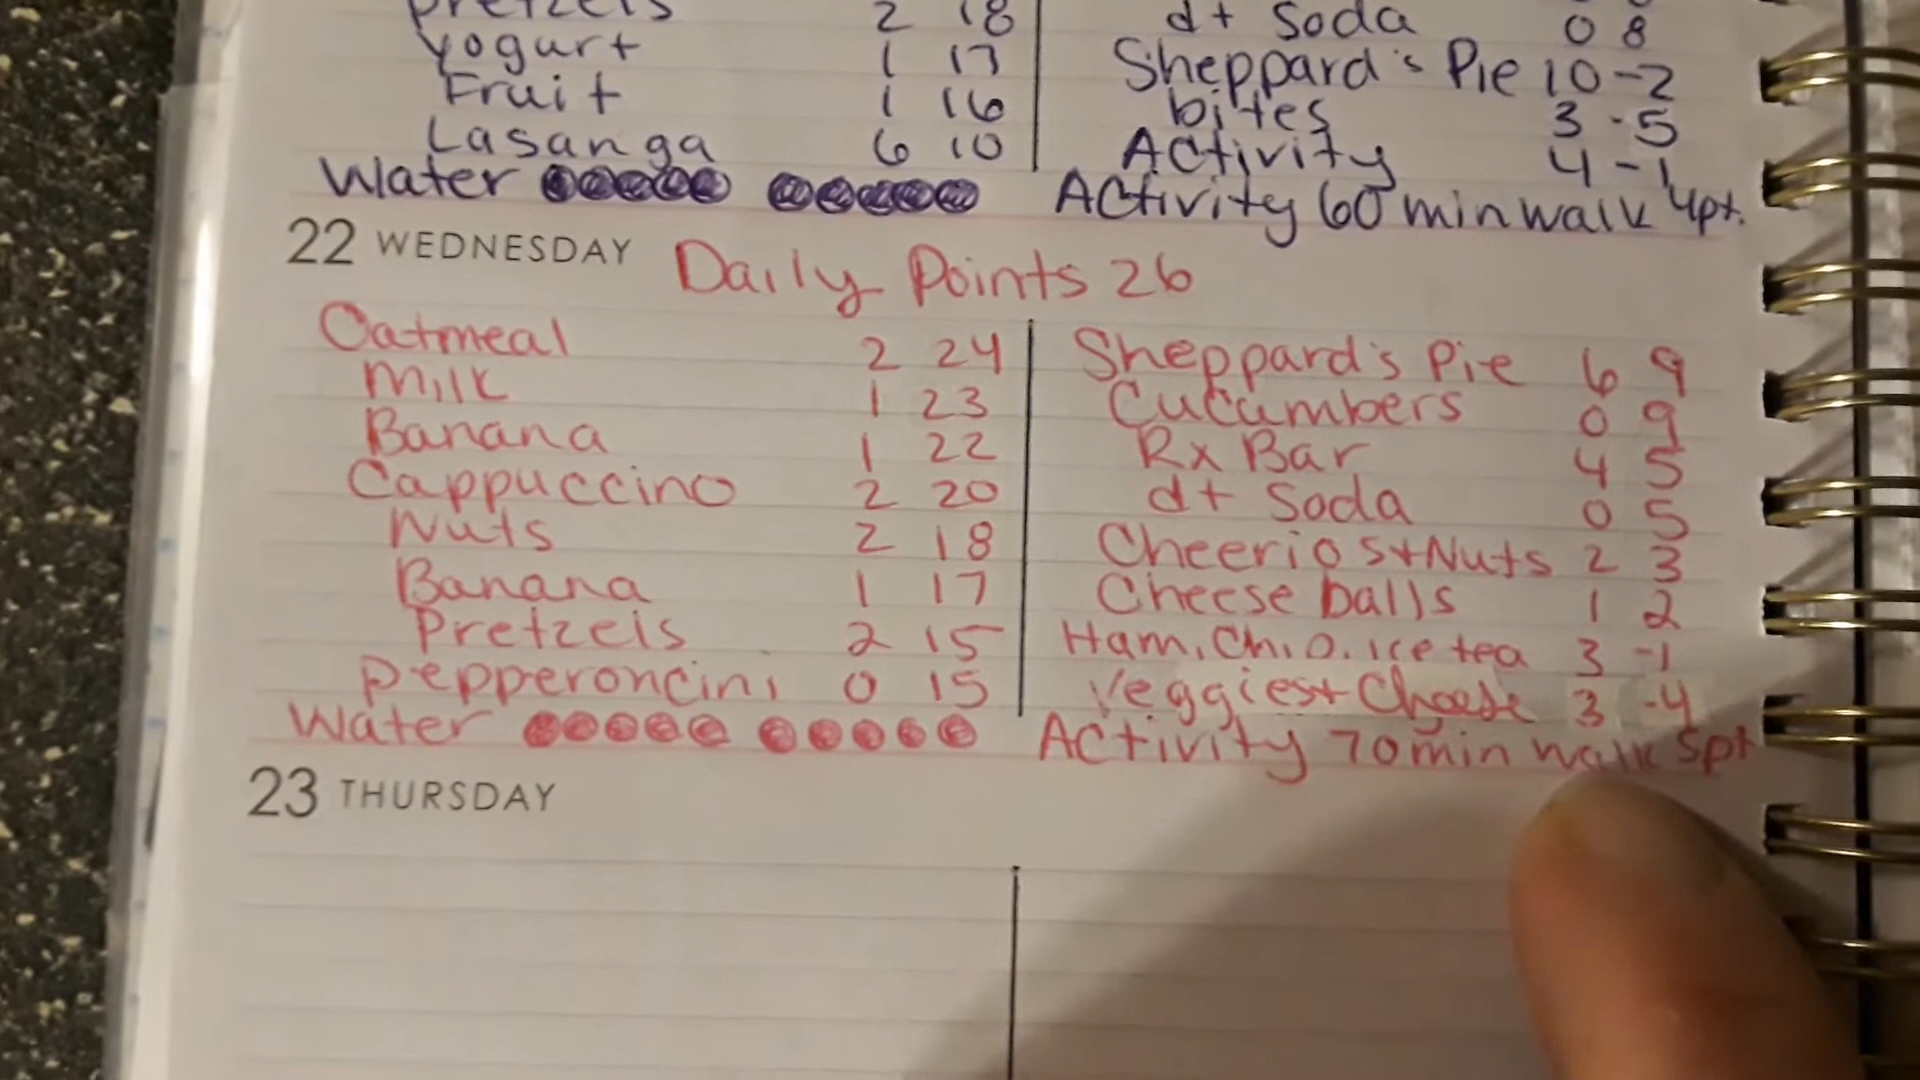 Pretzels 2 18
Yogurt 1 17
Fruit 1 16
Lasanga 6 10
Water
dt Soda 0 8
Sheppard's Pie 10 -2
bites 3 -5
Activity 4 -1
Activity 60 min walk 4pt.
22 WEDNESDAY Daily Points 26
Oatmeal 2 24
Milk 1 23
Banana 1 22
Cappuccino 2 20
Nuts 2 18
Banana 1 17
Pretzels 2 15
Pepperoncini 0 15
Water
Sheppard's Pie 6 9
Cucumbers 0 9
Rx Bar 4 5
dt Soda 0 5
Cheerios+Nuts 2 3
Cheese balls 1 2
Ham, Ch, O, ice tea 3 -1
Veggies+ Cheese 3 -4
Activity 70 min walk 5pt
23 THURSDAY